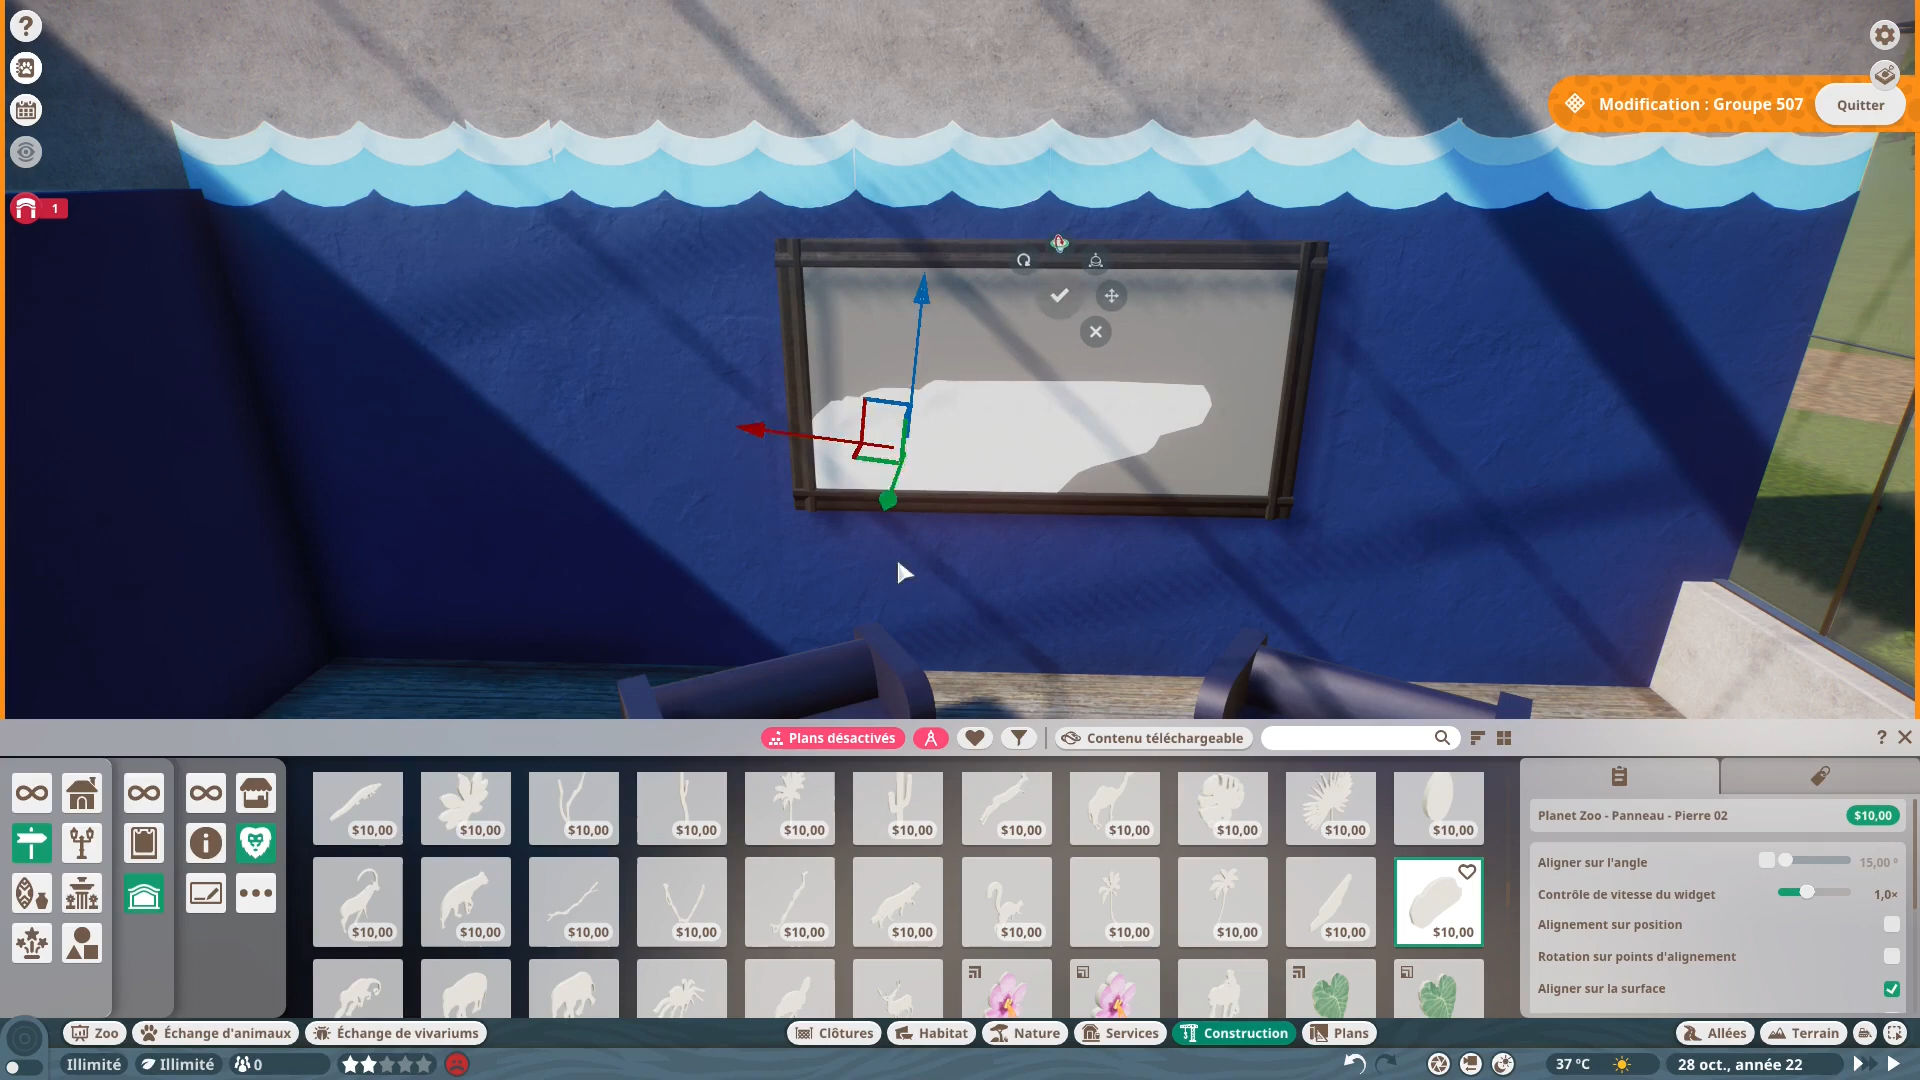 ?
Modification : Groupe 507
Quitter
1
Plans désactivés
Contenu téléchargeable
?
$10,00 $10,00 $10,00 $10,00 $10,00 $10,00 $10,00 $10,00 $10,00 $10,00 $10,00
$10,00 $10,00 $10,00 $10,00 $10,00 $10,00 $10,00 $10,00 $10,00 $10,00 $10,00
Planet Zoo - Panneau - Pierre 02
$10,00
Aligner sur l'angle
15,00 °
Contrôle de vitesse du widget
1,0×
Alignement sur position
Rotation sur points d'alignement
Aligner sur la surface
Zoo
Échange d'animaux
Échange de vivariums
Clôtures
Habitat
Nature
Services
Construction
Plans
Allées
Terrain
Illimité
Illimité
0
37 °C
28 oct., année 22